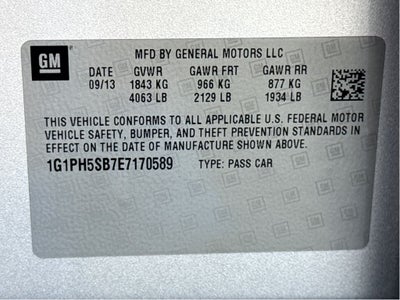 MFD BY GENERAL MOTORS LLC
GM
DATE GVWR GAWR FRT GAWR RR
09/13 1843 KG 966 KG 877 KG
4063 LB 2129 LB 1934 LB
THIS VEHICLE CONFORMS TO ALL APPLICABLE U.S. FEDERAL MOTOR
VEHICLE SAFETY, BUMPER, AND THEFT PREVENTION STANDARDS IN
EFFECT ON THE DATE OF MANUFACTURE SHOWN ABOVE.
1G1PH5SB7E7170589 TYPE: PASS CAR